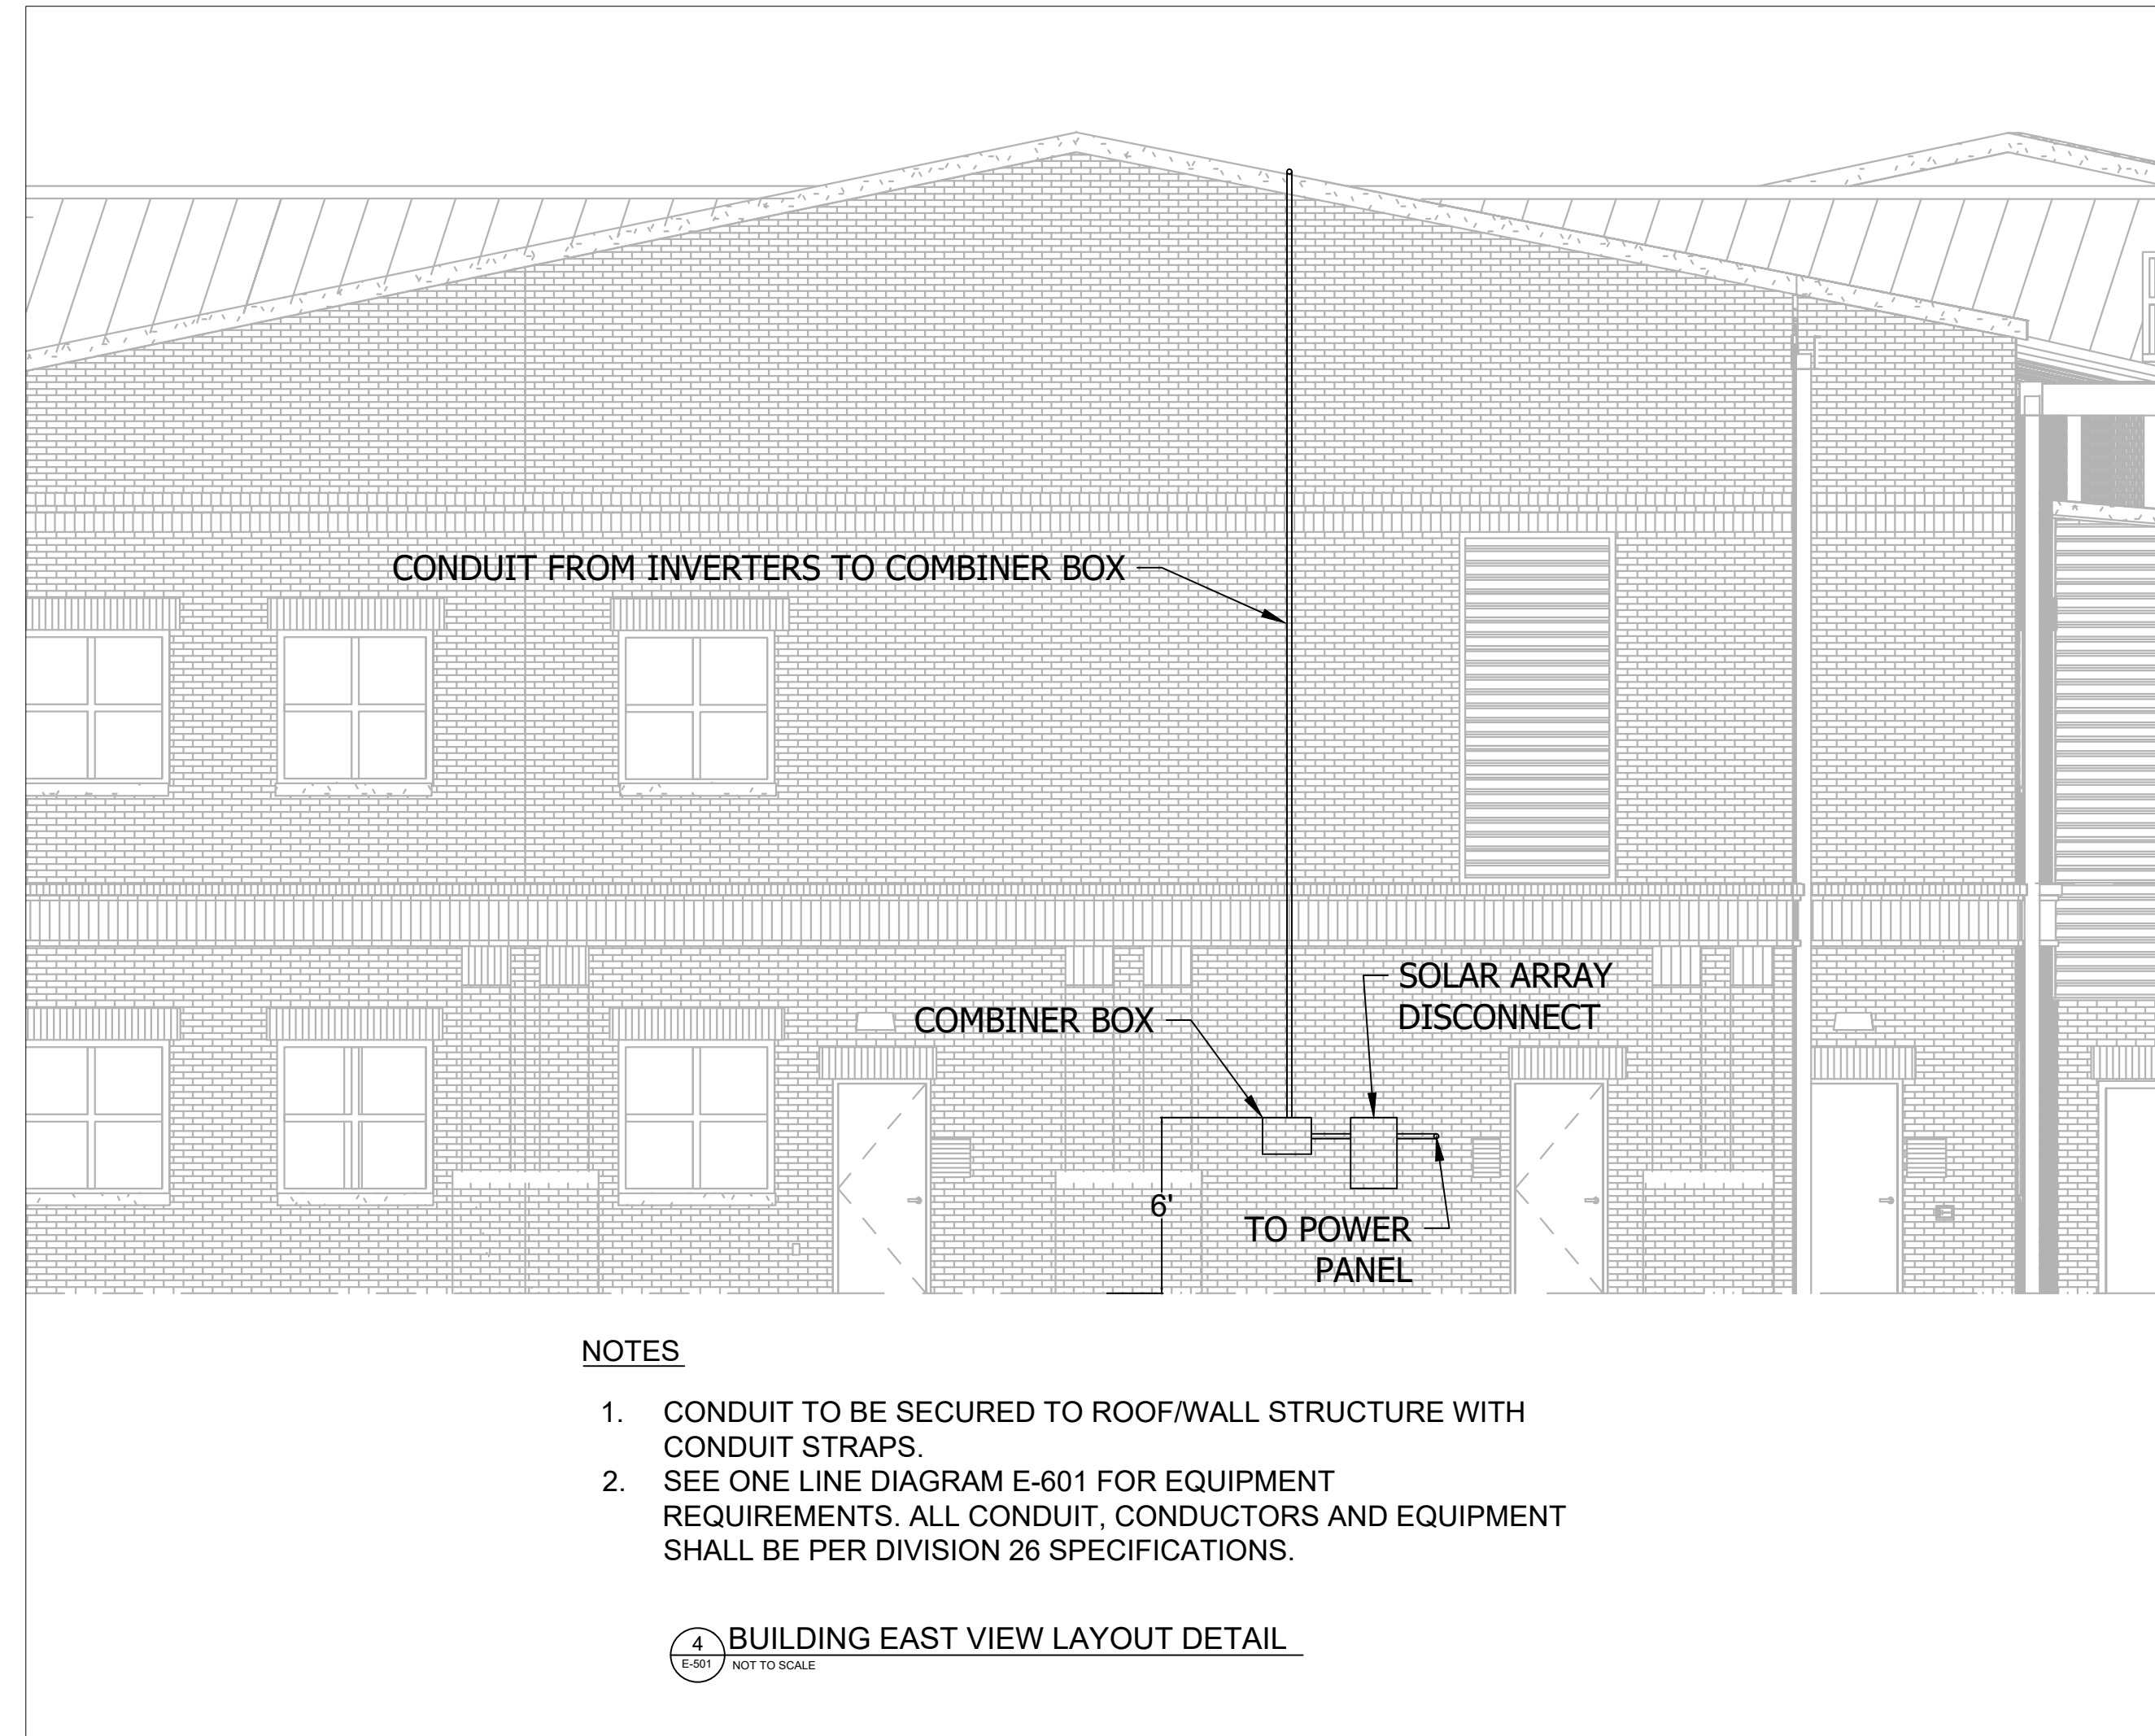 CONDUIT FROM INVERTERS TO COMBINER BOX
SOLAR ARRAY
DISCONNECT
COMBINER BOX
6'
TO POWER
PANEL
NOTES
1. CONDUIT TO BE SECURED TO ROOF/WALL STRUCTURE WITH
CONDUIT STRAPS.
2. SEE ONE LINE DIAGRAM E-601 FOR EQUIPMENT
REQUIREMENTS. ALL CONDUIT, CONDUCTORS AND EQUIPMENT
SHALL BE PER DIVISION 26 SPECIFICATIONS.
4
E-501
BUILDING EAST VIEW LAYOUT DETAIL
NOT TO SCALE